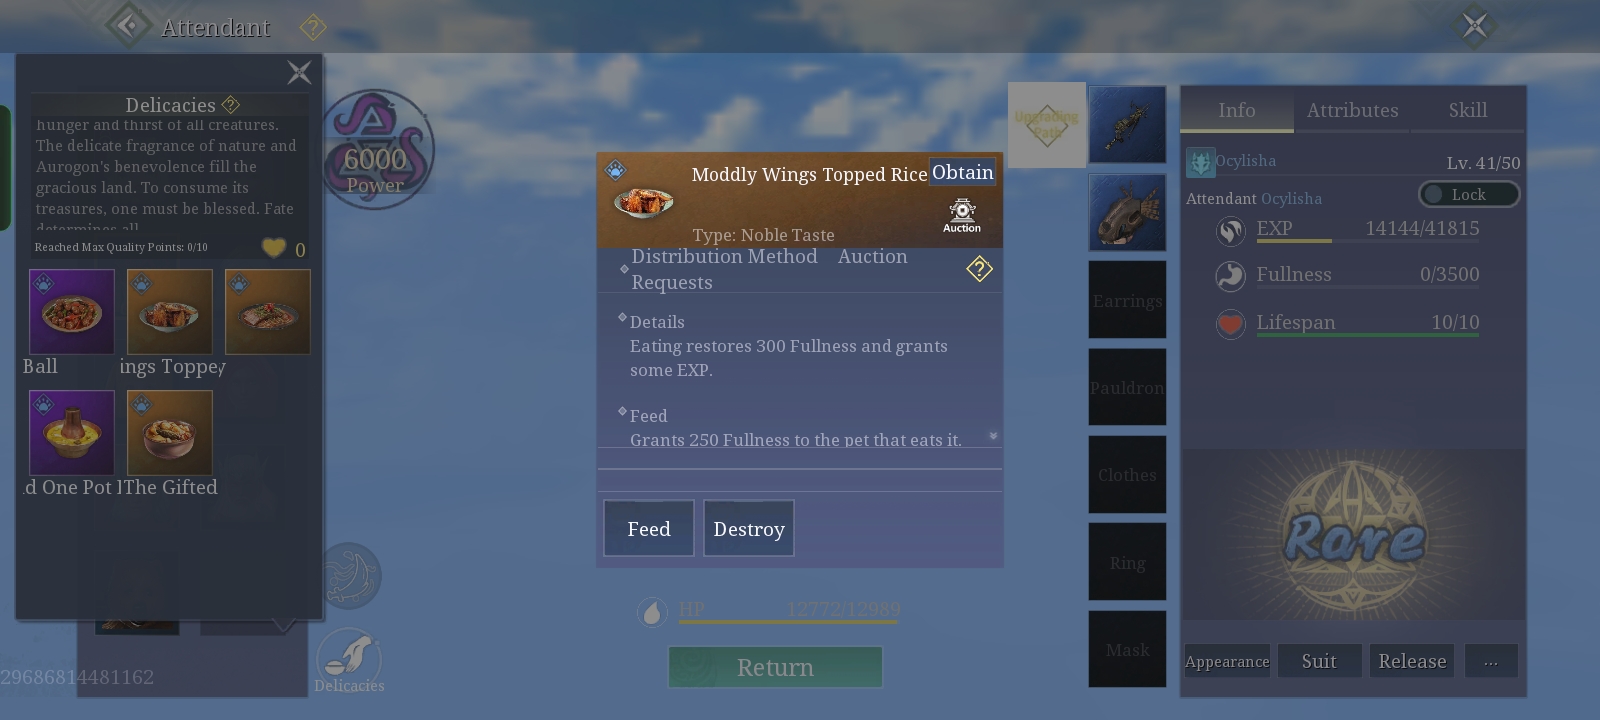 Attendant
Delicacies
hunger and thirst of all creatures.
The delicate fragrance of nature and
Aurogon's benevolence fill the
gracious land. To consume its
treasures, one must be blessed. Fate
determines all
Reached Max Quality Points: 0/10
0
Ball
ings Toppey
d One Pot
The Gifted
29686814481162
6000
Power
Delicacies
Moddly Wings Topped Rice
Obtain
Auction
Type: Noble Taste
Distribution Method Auction
Requests
Details
Eating restores 300 Fullness and grants
some EXP.
Feed
Grants 250 Fullness to the pet that eats it.
Feed
Destroy
HP 12772/12989
Return
Upgrading
Path
Earrings
Pauldron
Clothes
Ring
Mask
Info
Attributes
Skill
Ocylisha
Lv. 41/50
Attendant Ocylisha
Lock
EXP 14144/41815
Fullness 0/3500
Lifespan 10/10
Rare
Appearance
Suit
Release
...